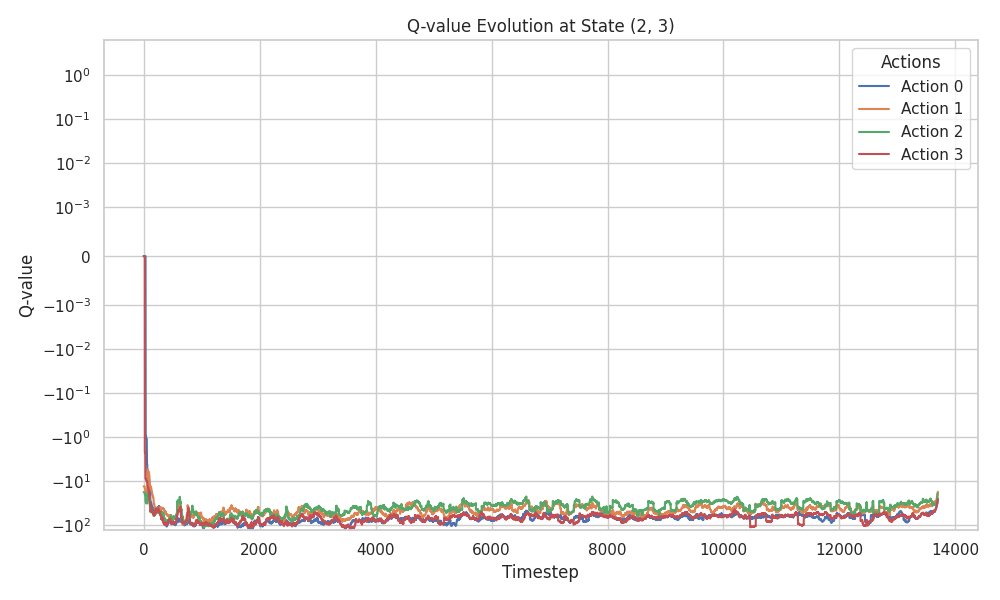 Q-value Evolution at State (2, 3)
Actions
Action 0
Action 1
Action 2
Action 3
Q-value
10⁰
10⁻¹
10⁻²
10⁻³
0
−10⁻³
−10⁻²
−10⁻¹
−10⁰
−10¹
−10²
0 2000 4000 6000 8000 10000 12000 14000
Timestep